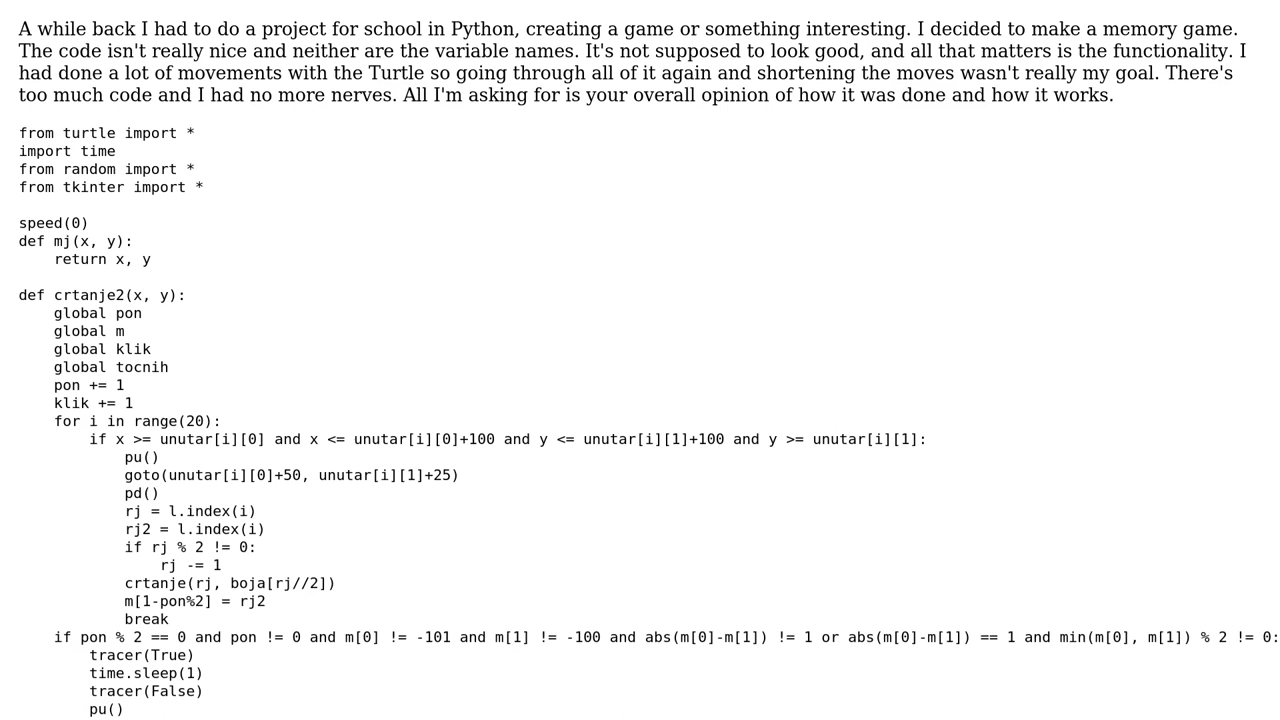 A while back I had to do a project for school in Python, creating a game or something interesting. I decided to make a memory game.
The code isn't really nice and neither are the variable names. It's not supposed to look good, and all that matters is the functionality. I
had done a lot of movements with the Turtle so going through all of it again and shortening the moves wasn't really my goal. There's
too much code and I had no more nerves. All I'm asking for is your overall opinion of how it was done and how it works.
from turtle import *
import time
from random import *
from tkinter import *
speed(0)
def mj(x, y):
    return x, y
def crtanje2(x, y):
    global pon
    global m
    global klik
    global tocnih
    pon += 1
    klik += 1
    for i in range(20):
        if x >= unutar[i][0] and x <= unutar[i][0]+100 and y <= unutar[i][1]+100 and y >= unutar[i][1]:
            pu()
            goto(unutar[i][0]+50, unutar[i][1]+25)
            pd()
            rj = l.index(i)
            rj2 = l.index(i)
            if rj % 2 != 0:
                rj -= 1
            crtanje(rj, boja[rj//2])
            m[1-pon%2] = rj2
            break
    if pon % 2 == 0 and pon != 0 and m[0] != -101 and m[1] != -100 and abs(m[0]-m[1]) != 1 or abs(m[0]-m[1]) == 1 and min(m[0], m[1]) % 2 != 0:
        tracer(True)
        time.sleep(1)
        tracer(False)
        pu()